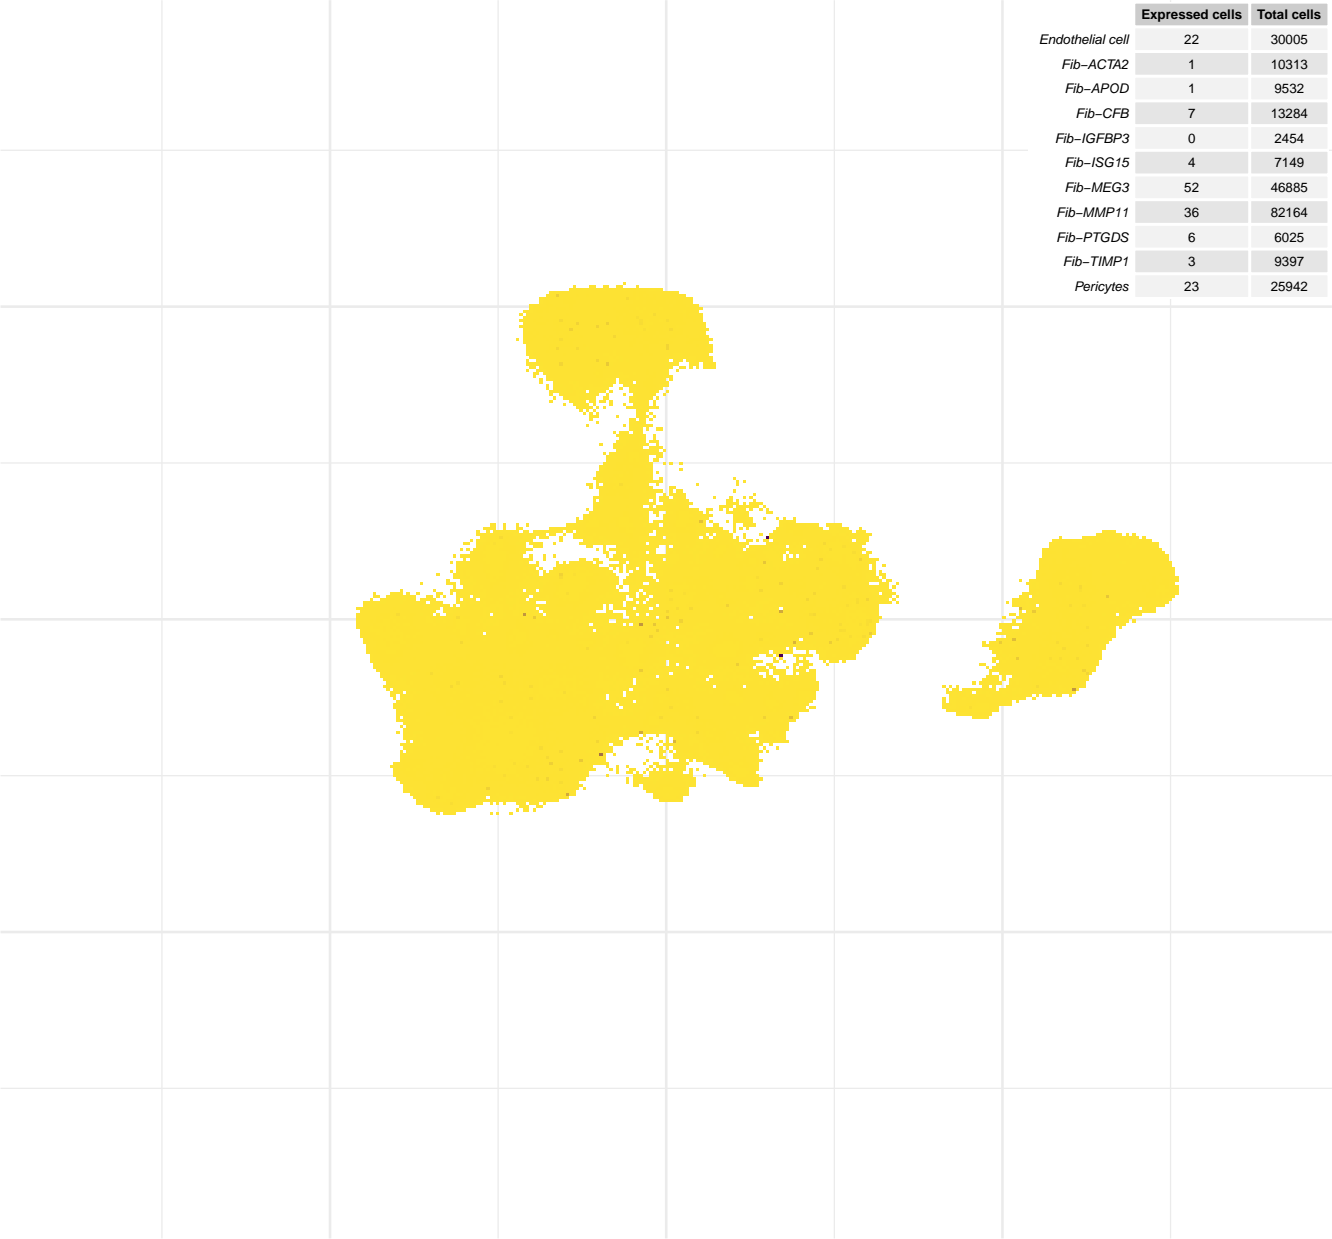 Expressed cells Total cells
Endothelial cell 22 30005
Fib−ACTA2 1 10313
Fib−APOD 1 9532
Fib−CFB 7 13284
Fib−IGFBP3 0 2454
Fib−ISG15 4 7149
Fib−MEG3 52 46885
Fib−MMP11 36 82164
Fib−PTGDS 6 6025
Fib−TIMP1 3 9397
Pericytes 23 25942